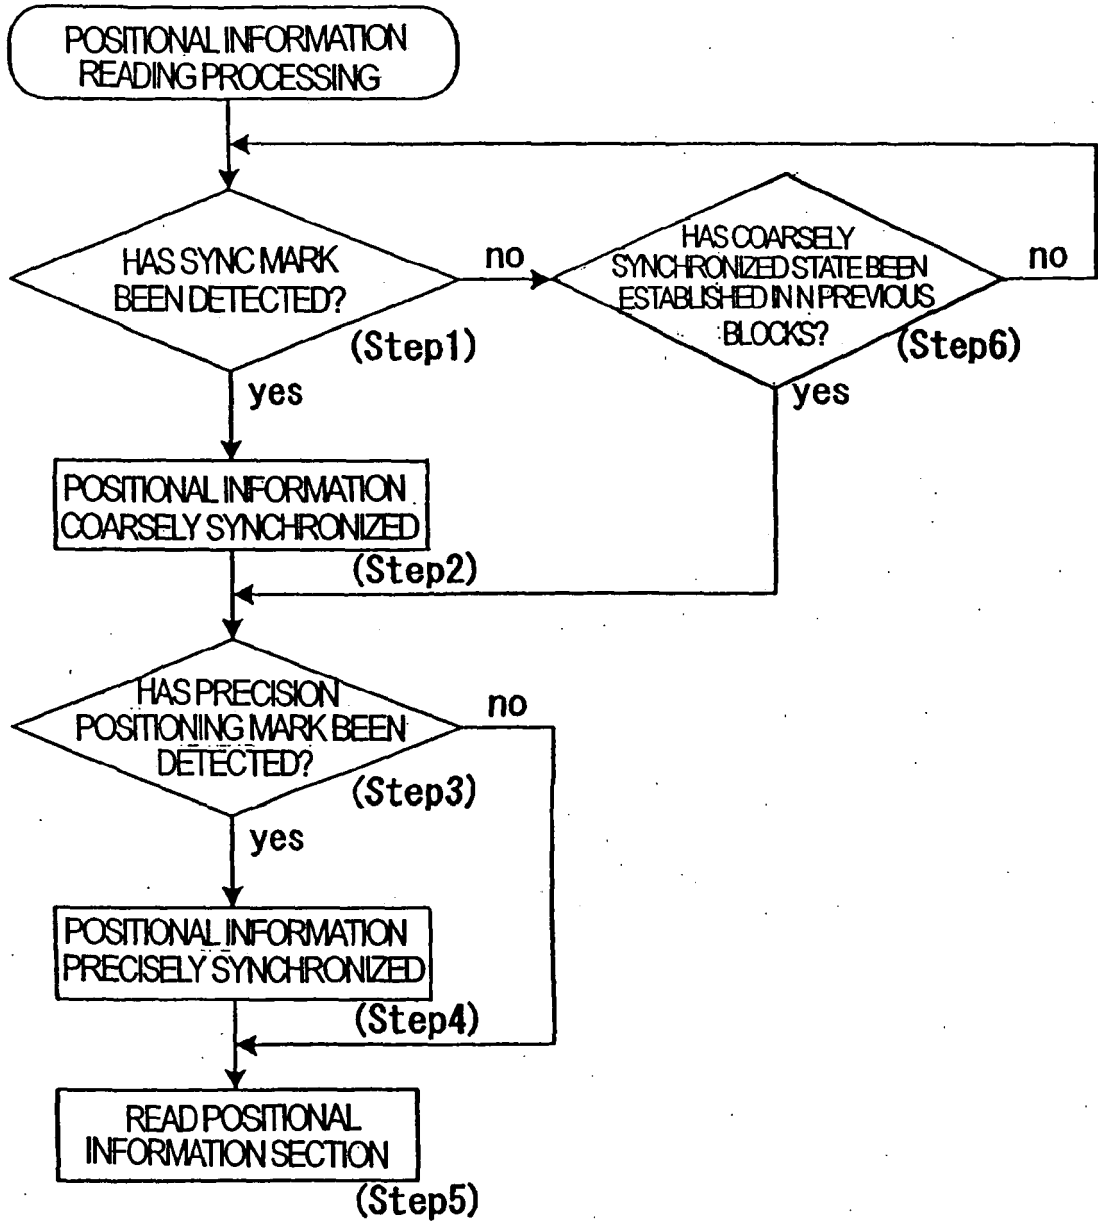 POSITIONAL INFORMATION
READING PROCESSING
HAS SYNC MARK
BEEN DETECTED?
(Step1)
no
yes
HAS COARSELY
SYNCHRONIZED STATE BEEN
ESTABLISHED IN N PREVIOUS
BLOCKS?
(Step6)
no
yes
POSITIONAL INFORMATION
COARSELY SYNCHRONIZED
(Step2)
HAS PRECISION
POSITIONING MARK BEEN
DETECTED?
(Step3)
no
yes
POSITIONAL INFORMATION
PRECISELY SYNCHRONIZED
(Step4)
READ POSITIONAL
INFORMATION SECTION
(Step5)